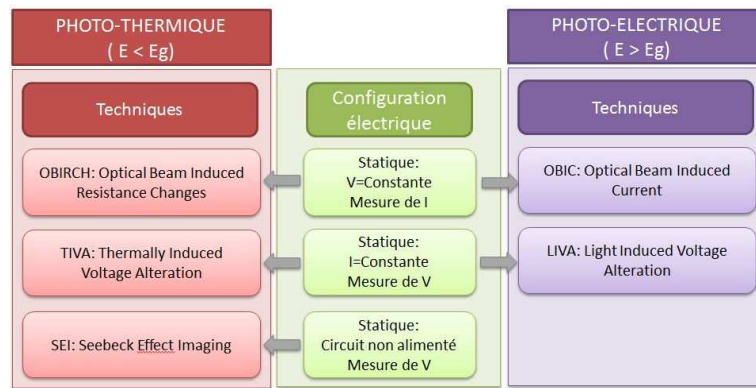 PHOTO-THERMIQUE
( E < Eg)
PHOTO-ELECTRIQUE
( E > Eg)
Techniques
Configuration
électrique
Techniques
OBIRCH: Optical Beam Induced
Resistance Changes
Statique:
V=Constante
Mesure de I
OBIC: Optical Beam Induced
Current
TIVA: Thermally Induced
Voltage Alteration
Statique:
I=Constante
Mesure de V
LIVA: Light Induced Voltage
Alteration
SEI: Seebeck Effect Imaging
Statique:
Circuit non alimenté
Mesure de V